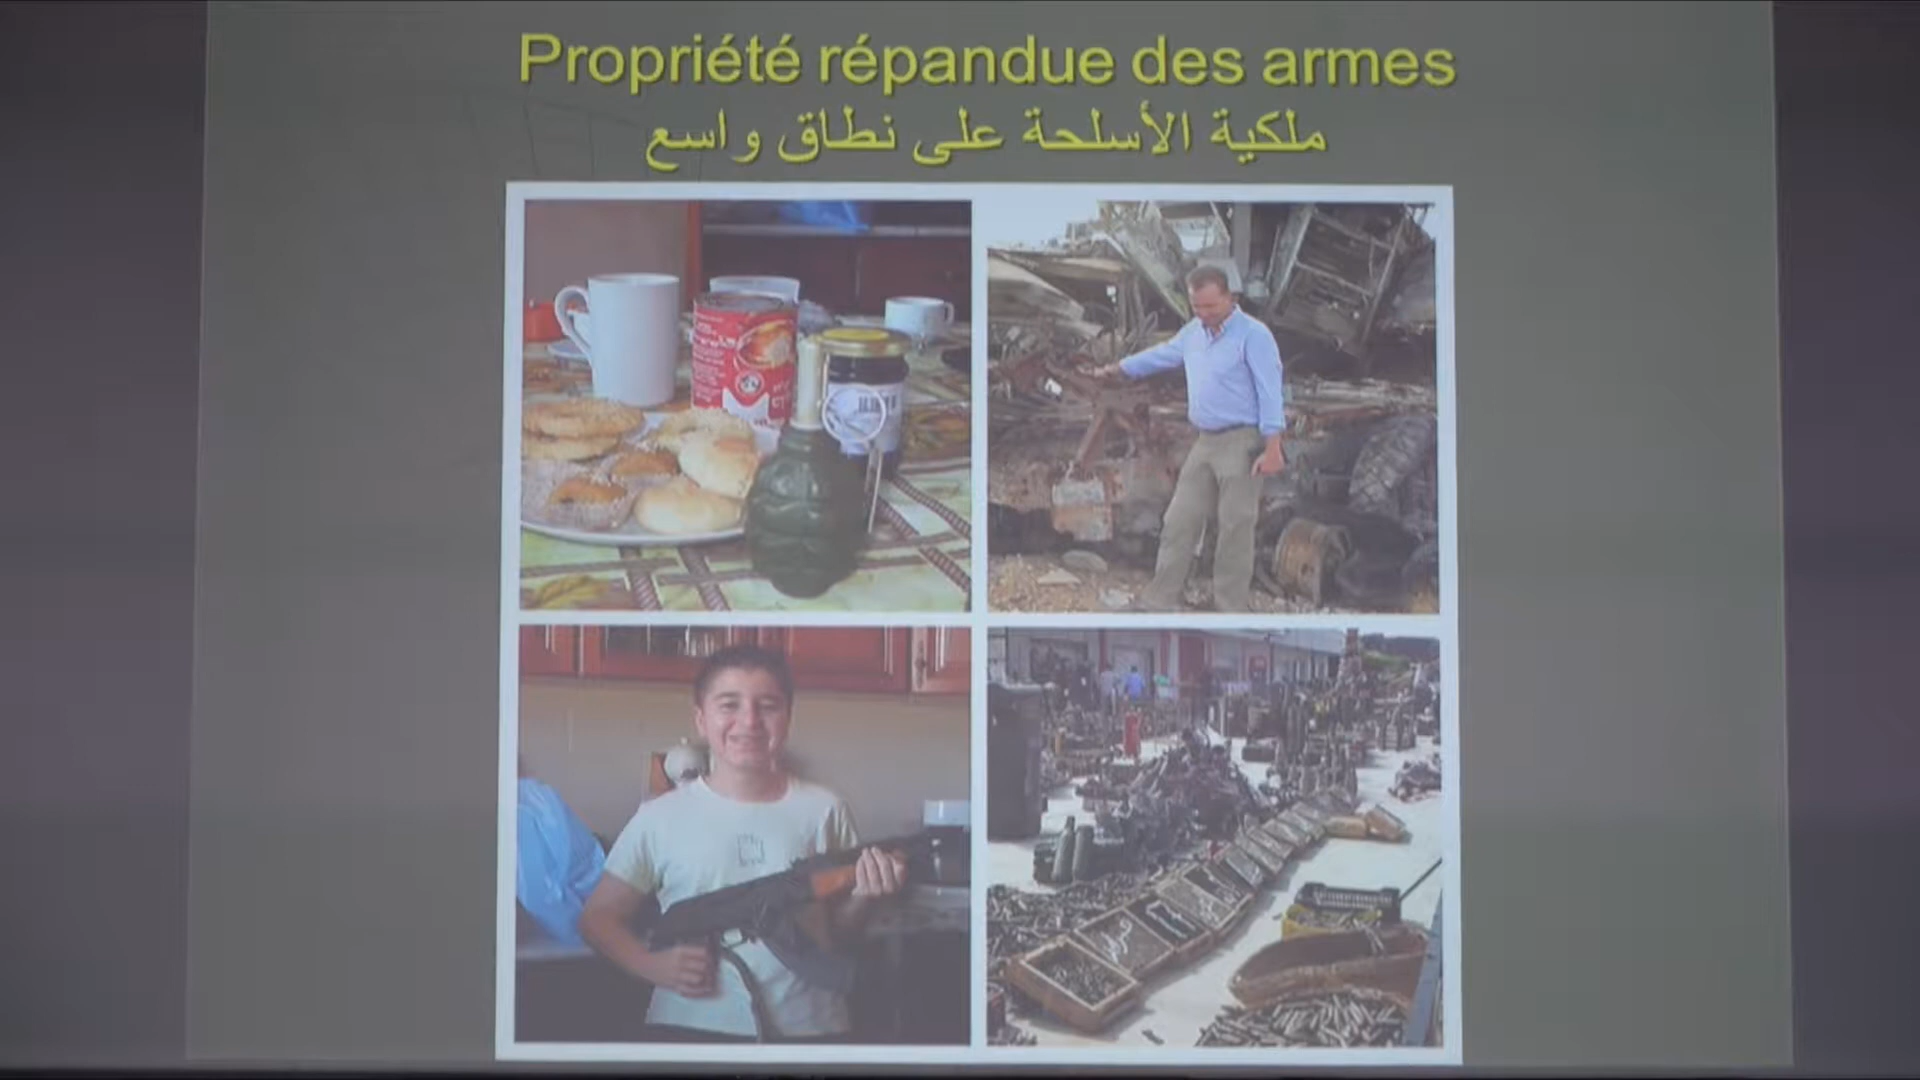 Propriété répandue des armes
ملكية الأسلحة على نطاق واسع